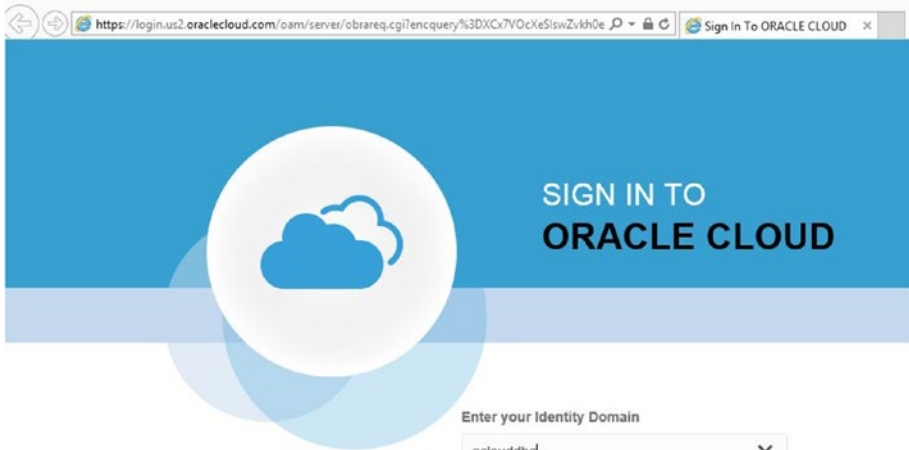 https://login.us2.oraclecloud.com/oam/server/obrareq.cgi?encquery%3DXCx7VOcXeSIswZvkh0e
Sign In To ORACLE CLOUD
SIGN IN TO
ORACLE CLOUD
Enter your Identity Domain